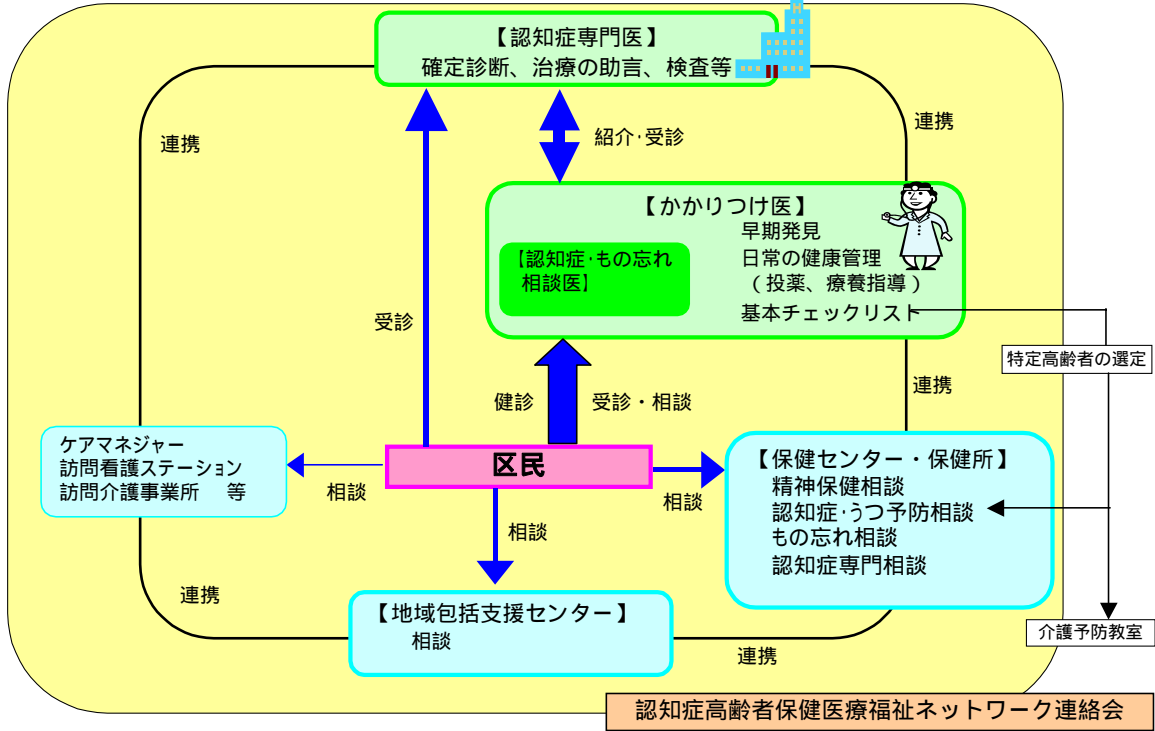 【認知症専門医】
確定診断、治療の助言、検査等
連携
連携
紹介・受診
【かかりつけ医】
早期発見
【認知症・もの忘れ
相談医】
日常の健康管理
（投薬、療養指導）
基本チェックリスト
受診
特定高齢者の選定
連携
健診
受診・相談
ケアマネジャー
訪問看護ステーション
訪問介護事業所　等
相談
区民
相談
相談
【保健センター・保健所】
精神保健相談
認知症・うつ予防相談
もの忘れ相談
認知症専門相談
連携
【地域包括支援センター】
相談
連携
介護予防教室
認知症高齢者保健医療福祉ネットワーク連絡会